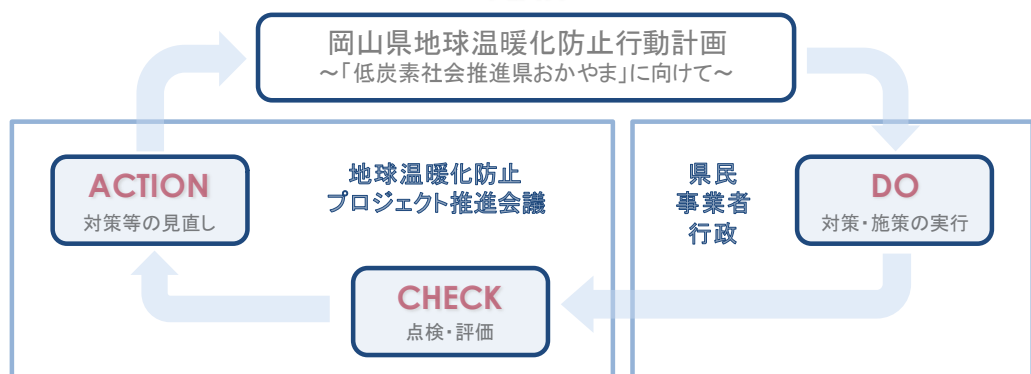 岡山県地球温暖化防止行動計画
~「低炭素社会推進県おかやま」に向けて~
ACTION
対策等の見直し
地球温暖化防止
プロジェクト推進会議
県民
事業者
行政
DO
対策・施策の実行
CHECK
点検・評価